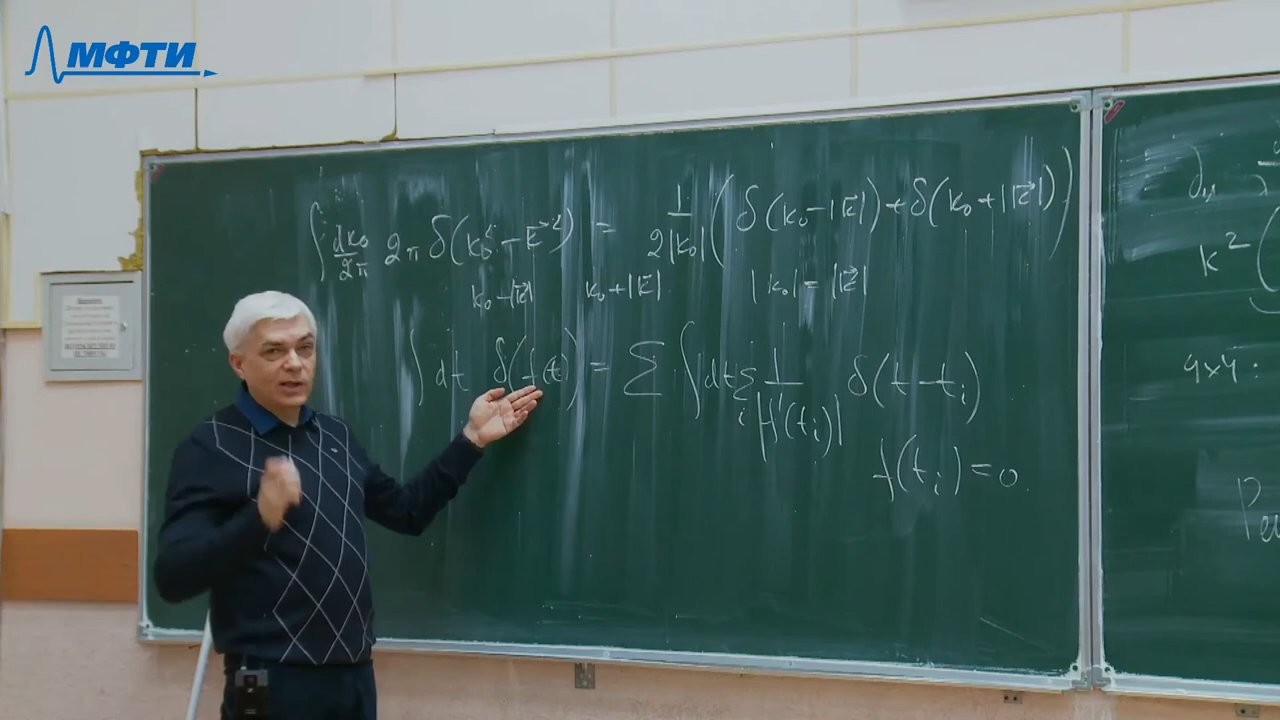 МФТИ
∫ dk₀/2π 2π δ(k₀² − k⃗²) = 1/2|k₀| ( δ(k₀ − |k⃗|) + δ(k₀ + |k⃗|) )
k₀ − |k⃗| k₀ + |k⃗| |k₀| = |k⃗|
∫ dt δ(f(t)) = Σ ∫ dt Σᵢ 1/|f'(tᵢ)| δ(t − tᵢ)
f(tᵢ) = 0
k² (
4×4 :